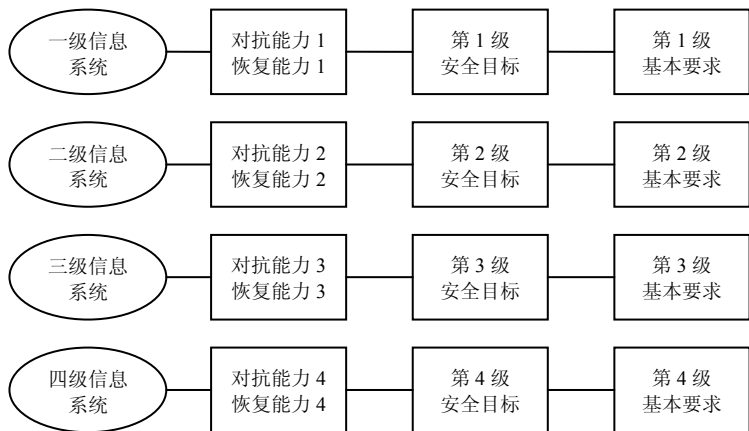 一级信息
系统
对抗能力 1
恢复能力 1
第 1 级
安全目标
第 1 级
基本要求
二级信息
系统
对抗能力 2
恢复能力 2
第 2 级
安全目标
第 2 级
基本要求
三级信息
系统
对抗能力 3
恢复能力 3
第 3 级
安全目标
第 3 级
基本要求
四级信息
系统
对抗能力 4
恢复能力 4
第 4 级
安全目标
第 4 级
基本要求